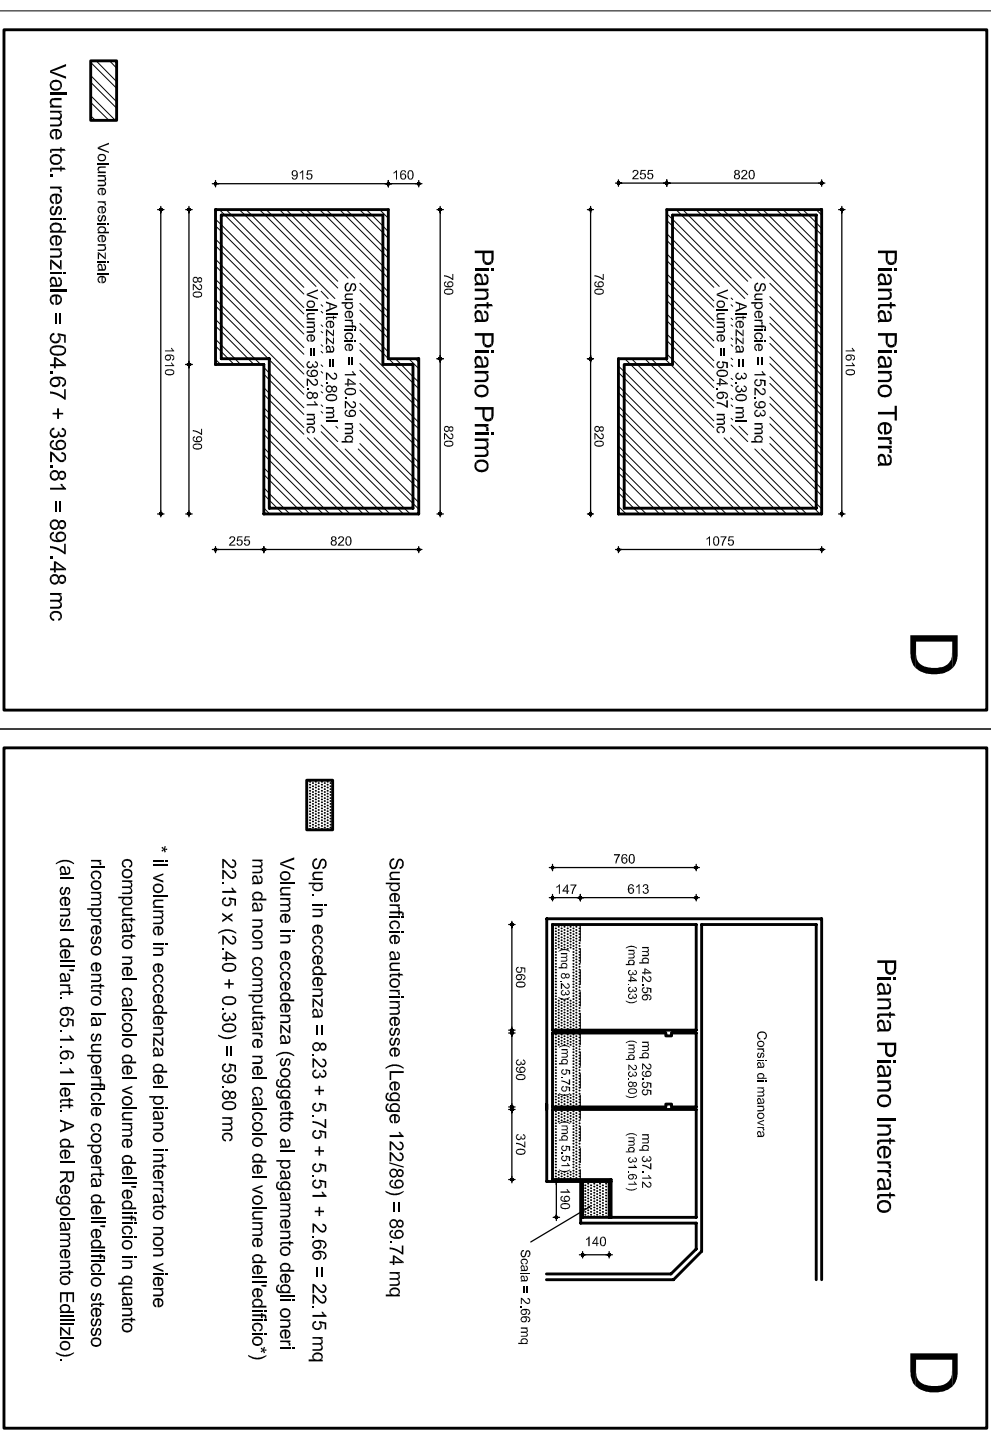 D
Pianta Piano Terra
1610
820
255
1075
Superficie = 152.93 mq
Altezza = 3.30 ml
Volume = 504.67 mc
790
820
Pianta Piano Primo
790
820
160
915
Superficie = 140.29 mq
Altezza = 2.80 ml
Volume = 392.81 mc
820
790
1610
820
255
Volume residenziale
Volume tot. residenziale = 504.67 + 392.81 = 897.48 mc
D
Pianta Piano Interrato
Corsia di manovra
760
613
147
mq 42.56
(mq 34.33)
(mq 8.23)
mq 29.55
(mq 23.80)
(mq 5.75)
mq 37.12
(mq 31.61)
(mq 5.51)
190
140
560
390
370
Scala = 2.66 mq
Superficie autorimesse (Legge 122/89) = 89.74 mq
Sup. in eccedenza = 8.23 + 5.75 + 5.51 + 2.66 = 22.15 mq
Volume in eccedenza (soggetto al pagamento degli oneri
ma da non computare nel calcolo del volume dell'edificio*)
22.15 x (2.40 + 0.30) = 59.80 mc
* il volume in eccedenza del piano interrato non viene
computato nel calcolo del volume dell'edificio in quanto
ricompreso entro la superficie coperta dell'edificio stesso
(ai sensi dell'art. 65.1.6.1 lett. A del Regolamento Edilizio).